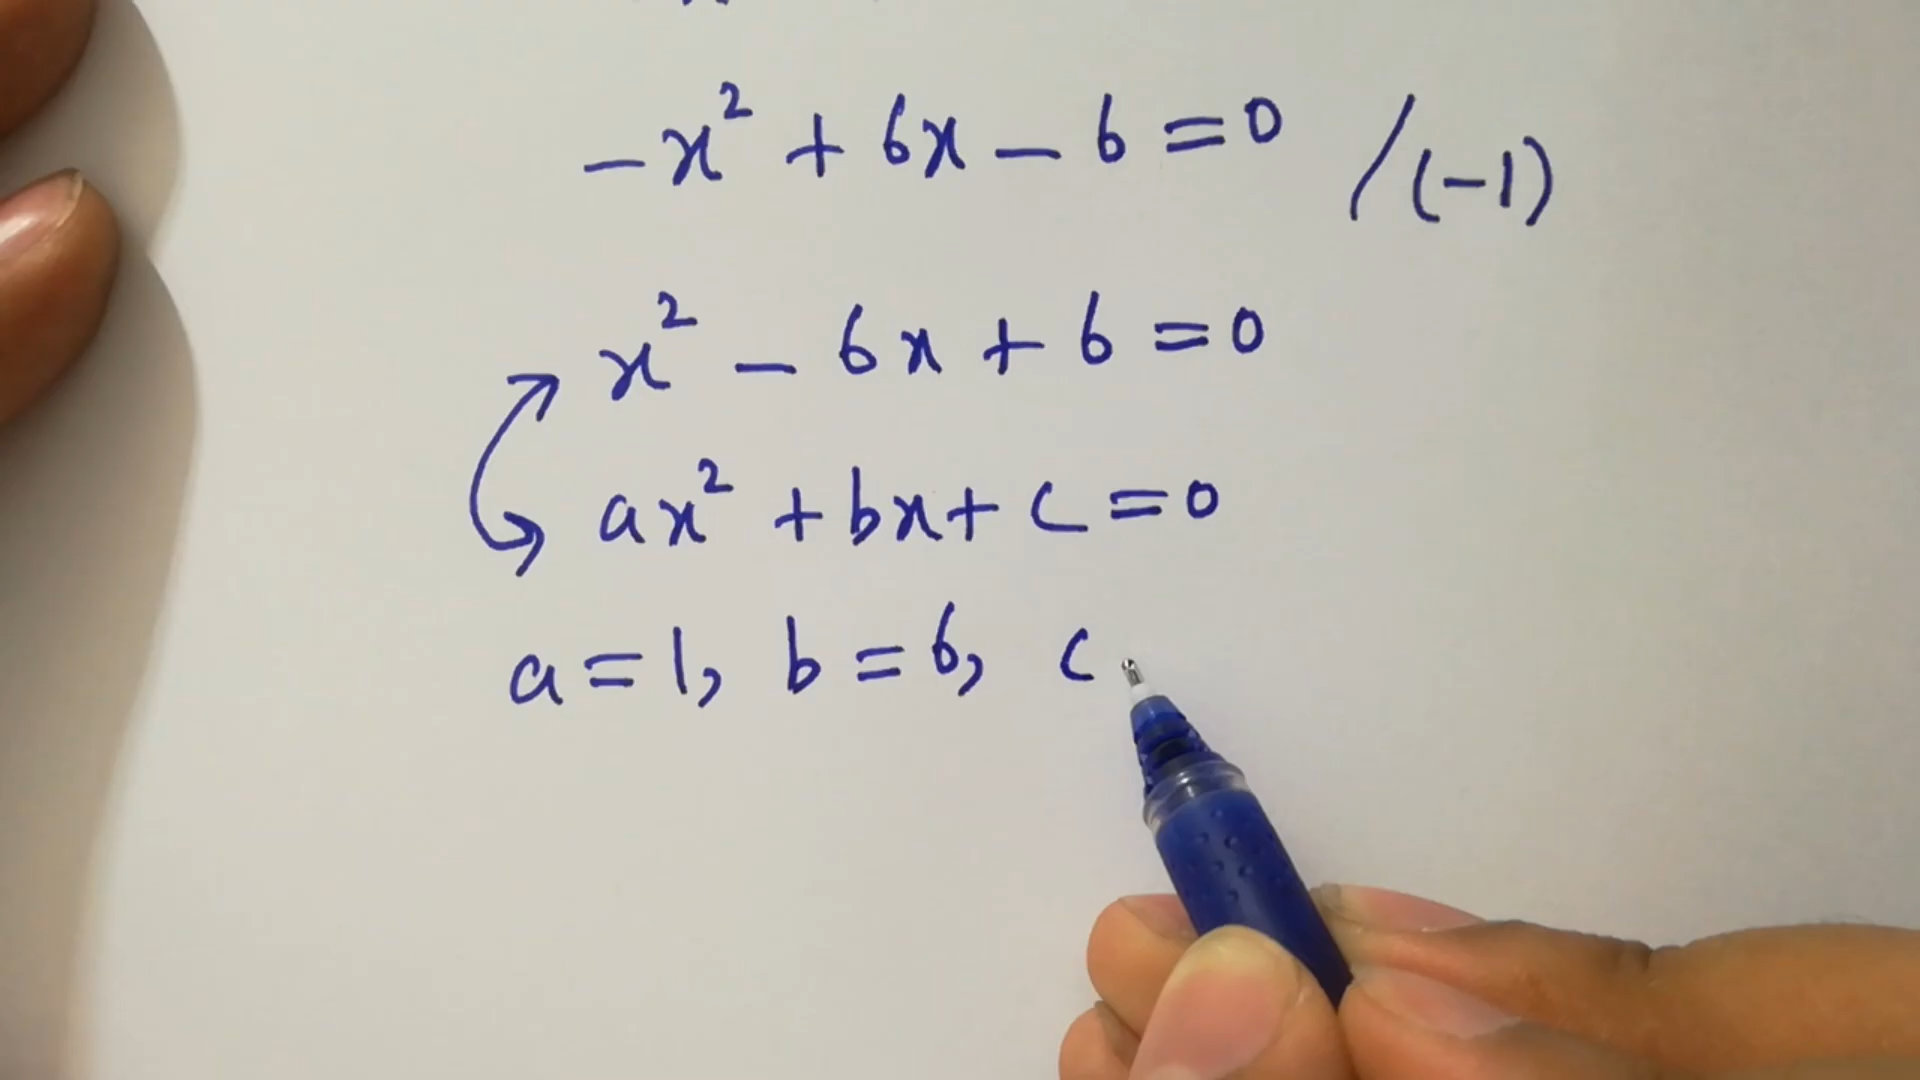 -x² + 6x - 6 = 0 /(-1)
x² - 6x + 6 = 0
ax² + bx + c = 0
a = 1, b = 6, c